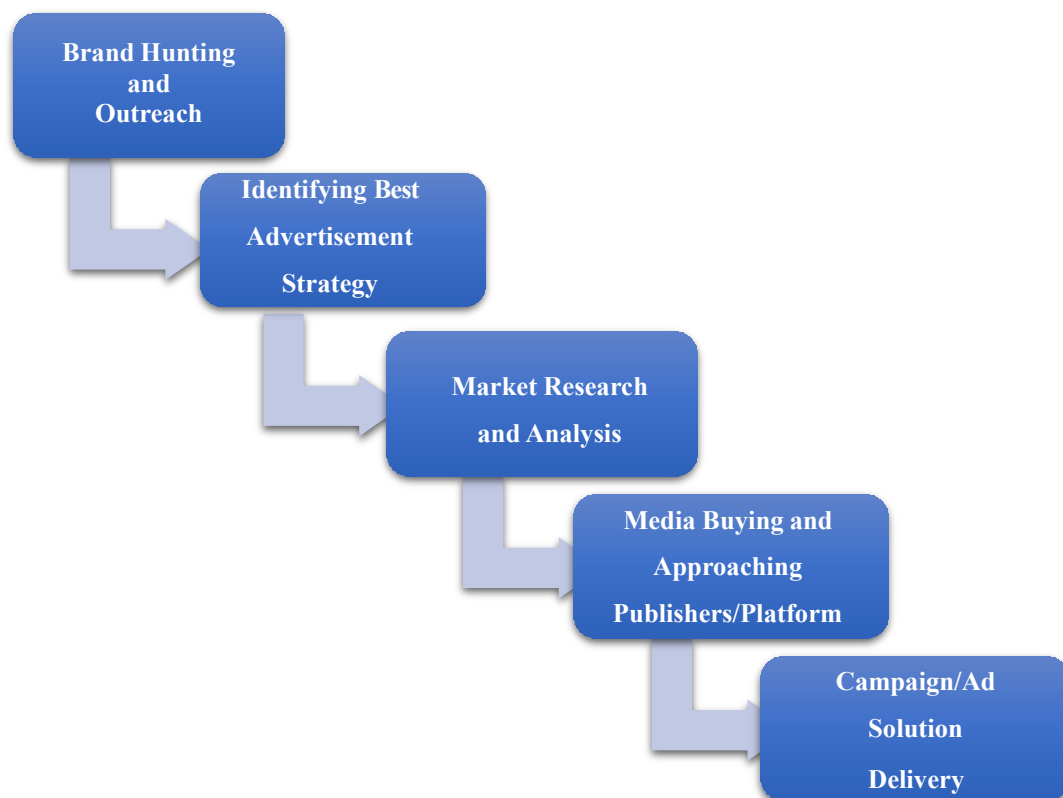 Brand Hunting
and
Outreach
Identifying Best
Advertisement
Strategy
Market Research
and Analysis
Media Buying and
Approaching
Publishers/Platform
Campaign/Ad
Solution
Delivery